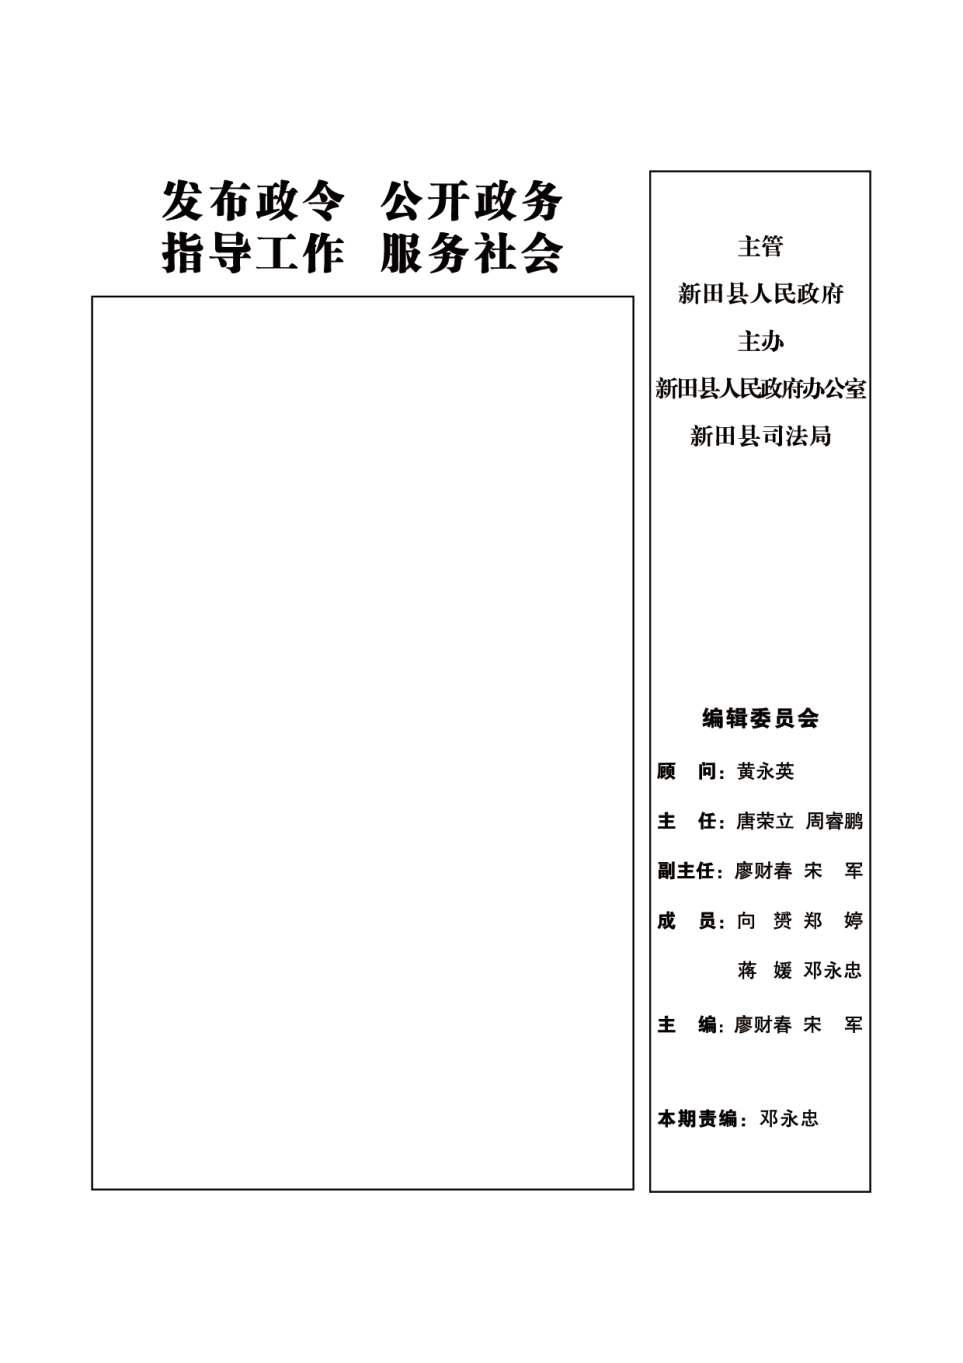 发布政令 公开政务
指导工作 服务社会
主管
新田县人民政府
主办
新田县人民政府办公室
新田县司法局
编辑委员会
顾 问：黄永英
主 任：唐荣立 周睿鹏
副主任：廖财春 宋 军
成 员：向 赟 郑 婷
蒋 媛 邓永忠
主 编：廖财春 宋 军
本期责编：邓永忠